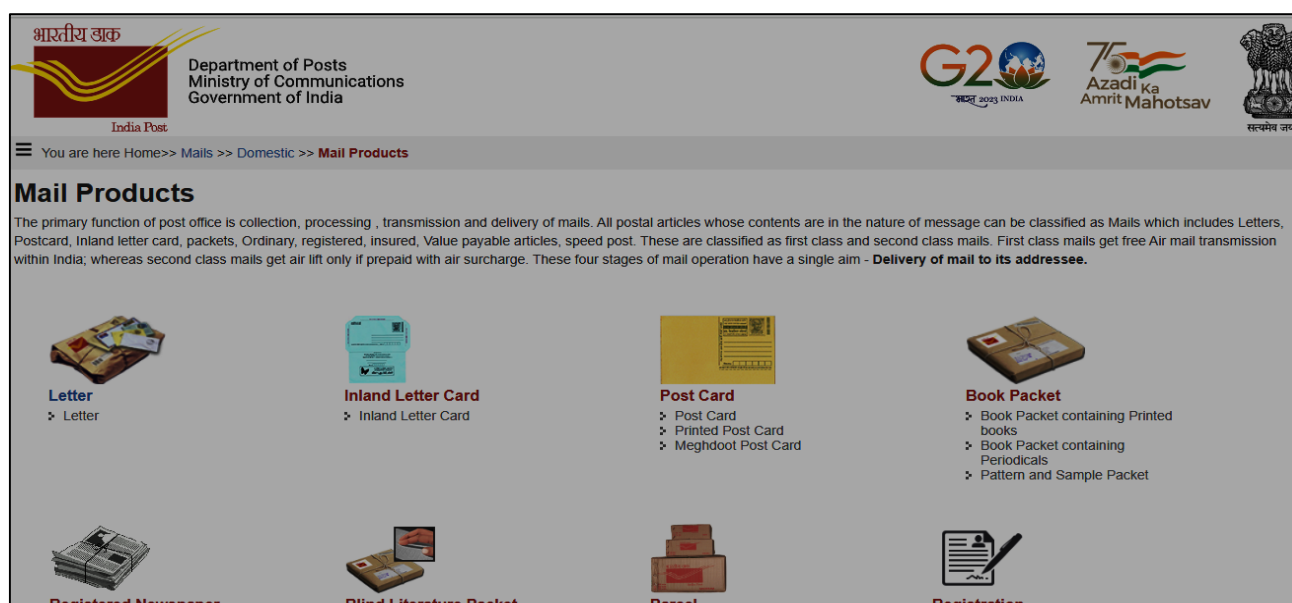 भारतीय डाक
India Post
Department of Posts
Ministry of Communications
Government of India
G20
भारत 2023 INDIA
75
Azadi Ka
Amrit Mahotsav
You are here Home>> Mails >> Domestic >> Mail Products
Mail Products
The primary function of post office is collection, processing , transmission and delivery of mails. All postal articles whose contents are in the nature of message can be classified as Mails which includes Letters,
Postcard, Inland letter card, packets, Ordinary, registered, insured, Value payable articles, speed post. These are classified as first class and second class mails. First class mails get free Air mail transmission
within India; whereas second class mails get air lift only if prepaid with air surcharge. These four stages of mail operation have a single aim - Delivery of mail to its addressee.
Letter
Letter
Inland Letter Card
Inland Letter Card
Post Card
Post Card
Printed Post Card
Meghdoot Post Card
Book Packet
Book Packet containing Printed
books
Book Packet containing
Periodicals
Pattern and Sample Packet
Registered Newspaper
Blind Literature Packet
Parcel
Registration